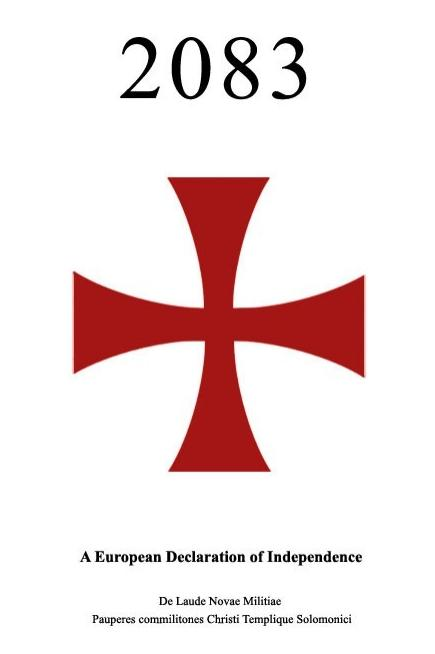 2083
A European Declaration of Independence
De Laude Novae Militiae
Pauperes commilitones Christi Templique Solomonici